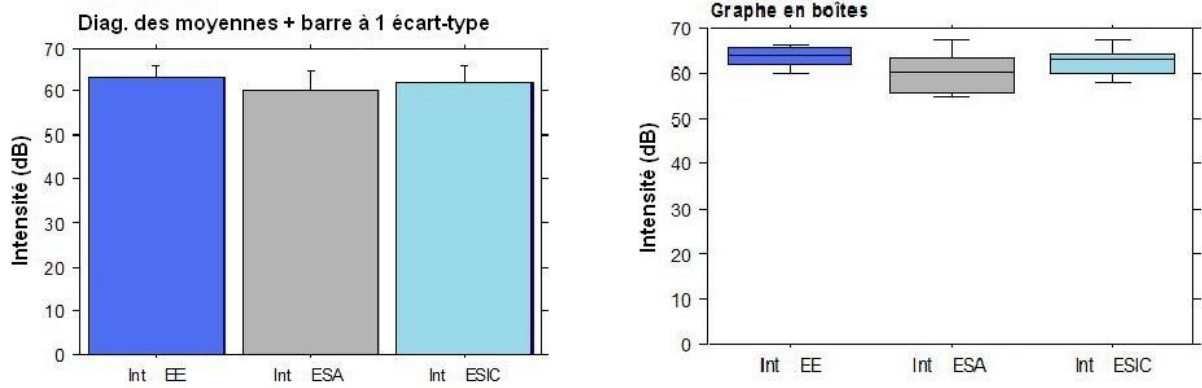 Diag. des moyennes + barre à 1 écart-type
70
60
50
40
30
20
10
0
Intensité (dB)
Int EE
Int ESA
Int ESIC
Graphe en boîtes
70
60
50
40
30
20
10
0
Intensité (dB)
Int EE
Int ESA
Int ESIC